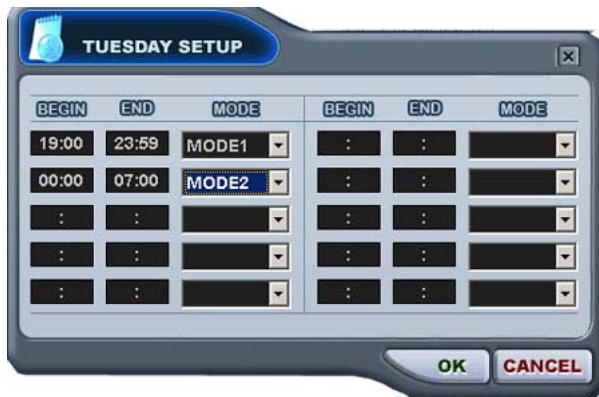 TUESDAY SETUP
BEGIN END MODE BEGIN END MODE
19:00 23:59 MODE1 : :
00:00 07:00 MODE2 : :
: : : :
: : : :
: : : :
OK CANCEL